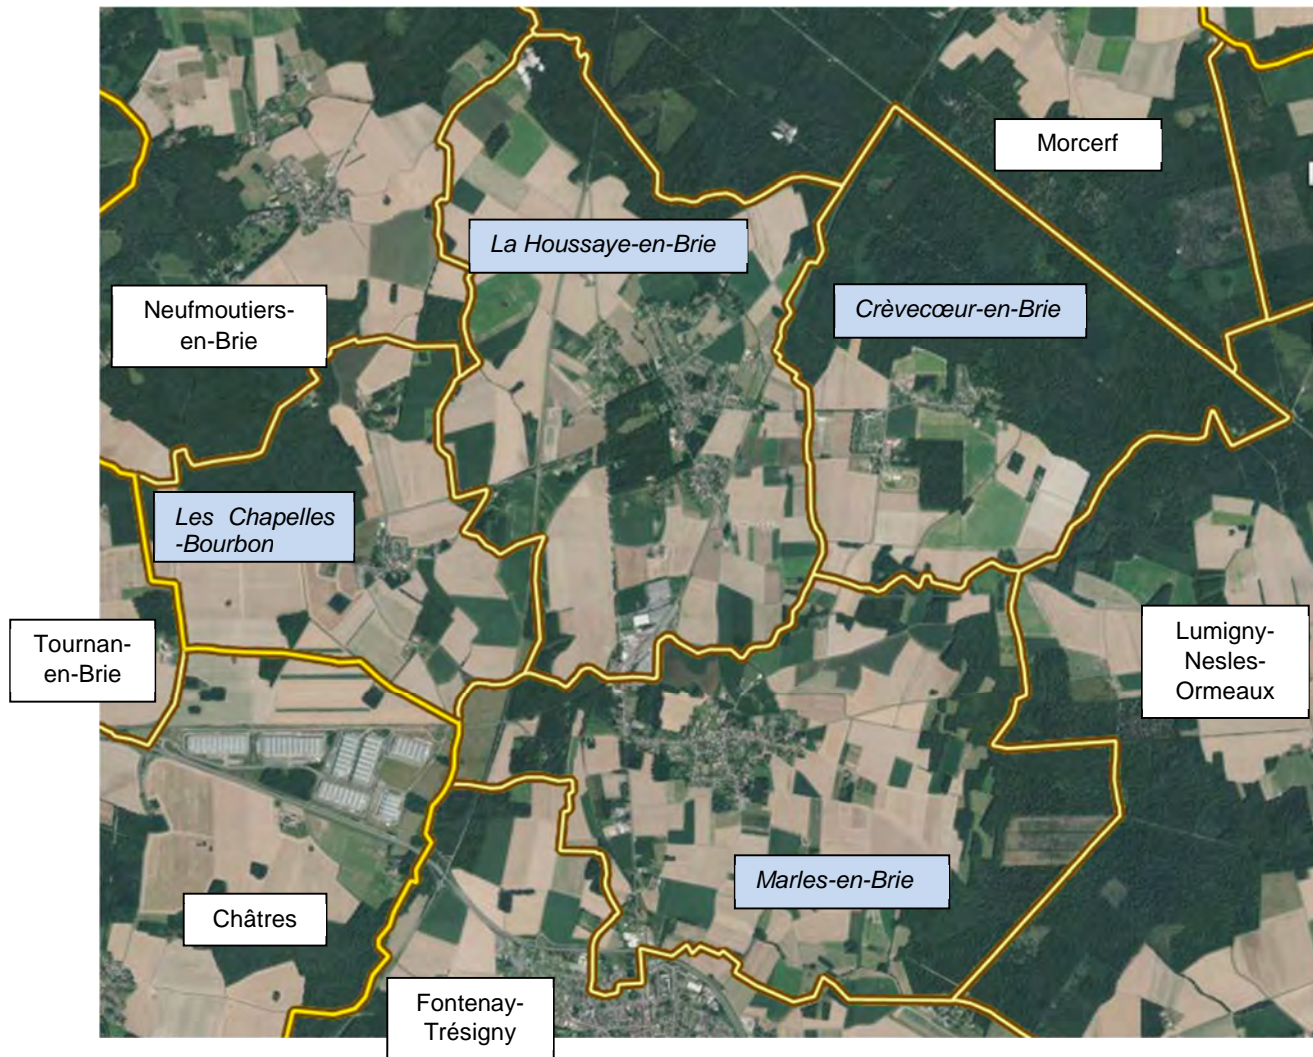 Morcerf
La Houssaye-en-Brie
Crèvecœur-en-Brie
Neufmoutiers-
en-Brie
Les Chapelles
-Bourbon
Tournan-
en-Brie
Lumigny-
Nesles-
Ormeaux
Marles-en-Brie
Châtres
Fontenay-
Trésigny